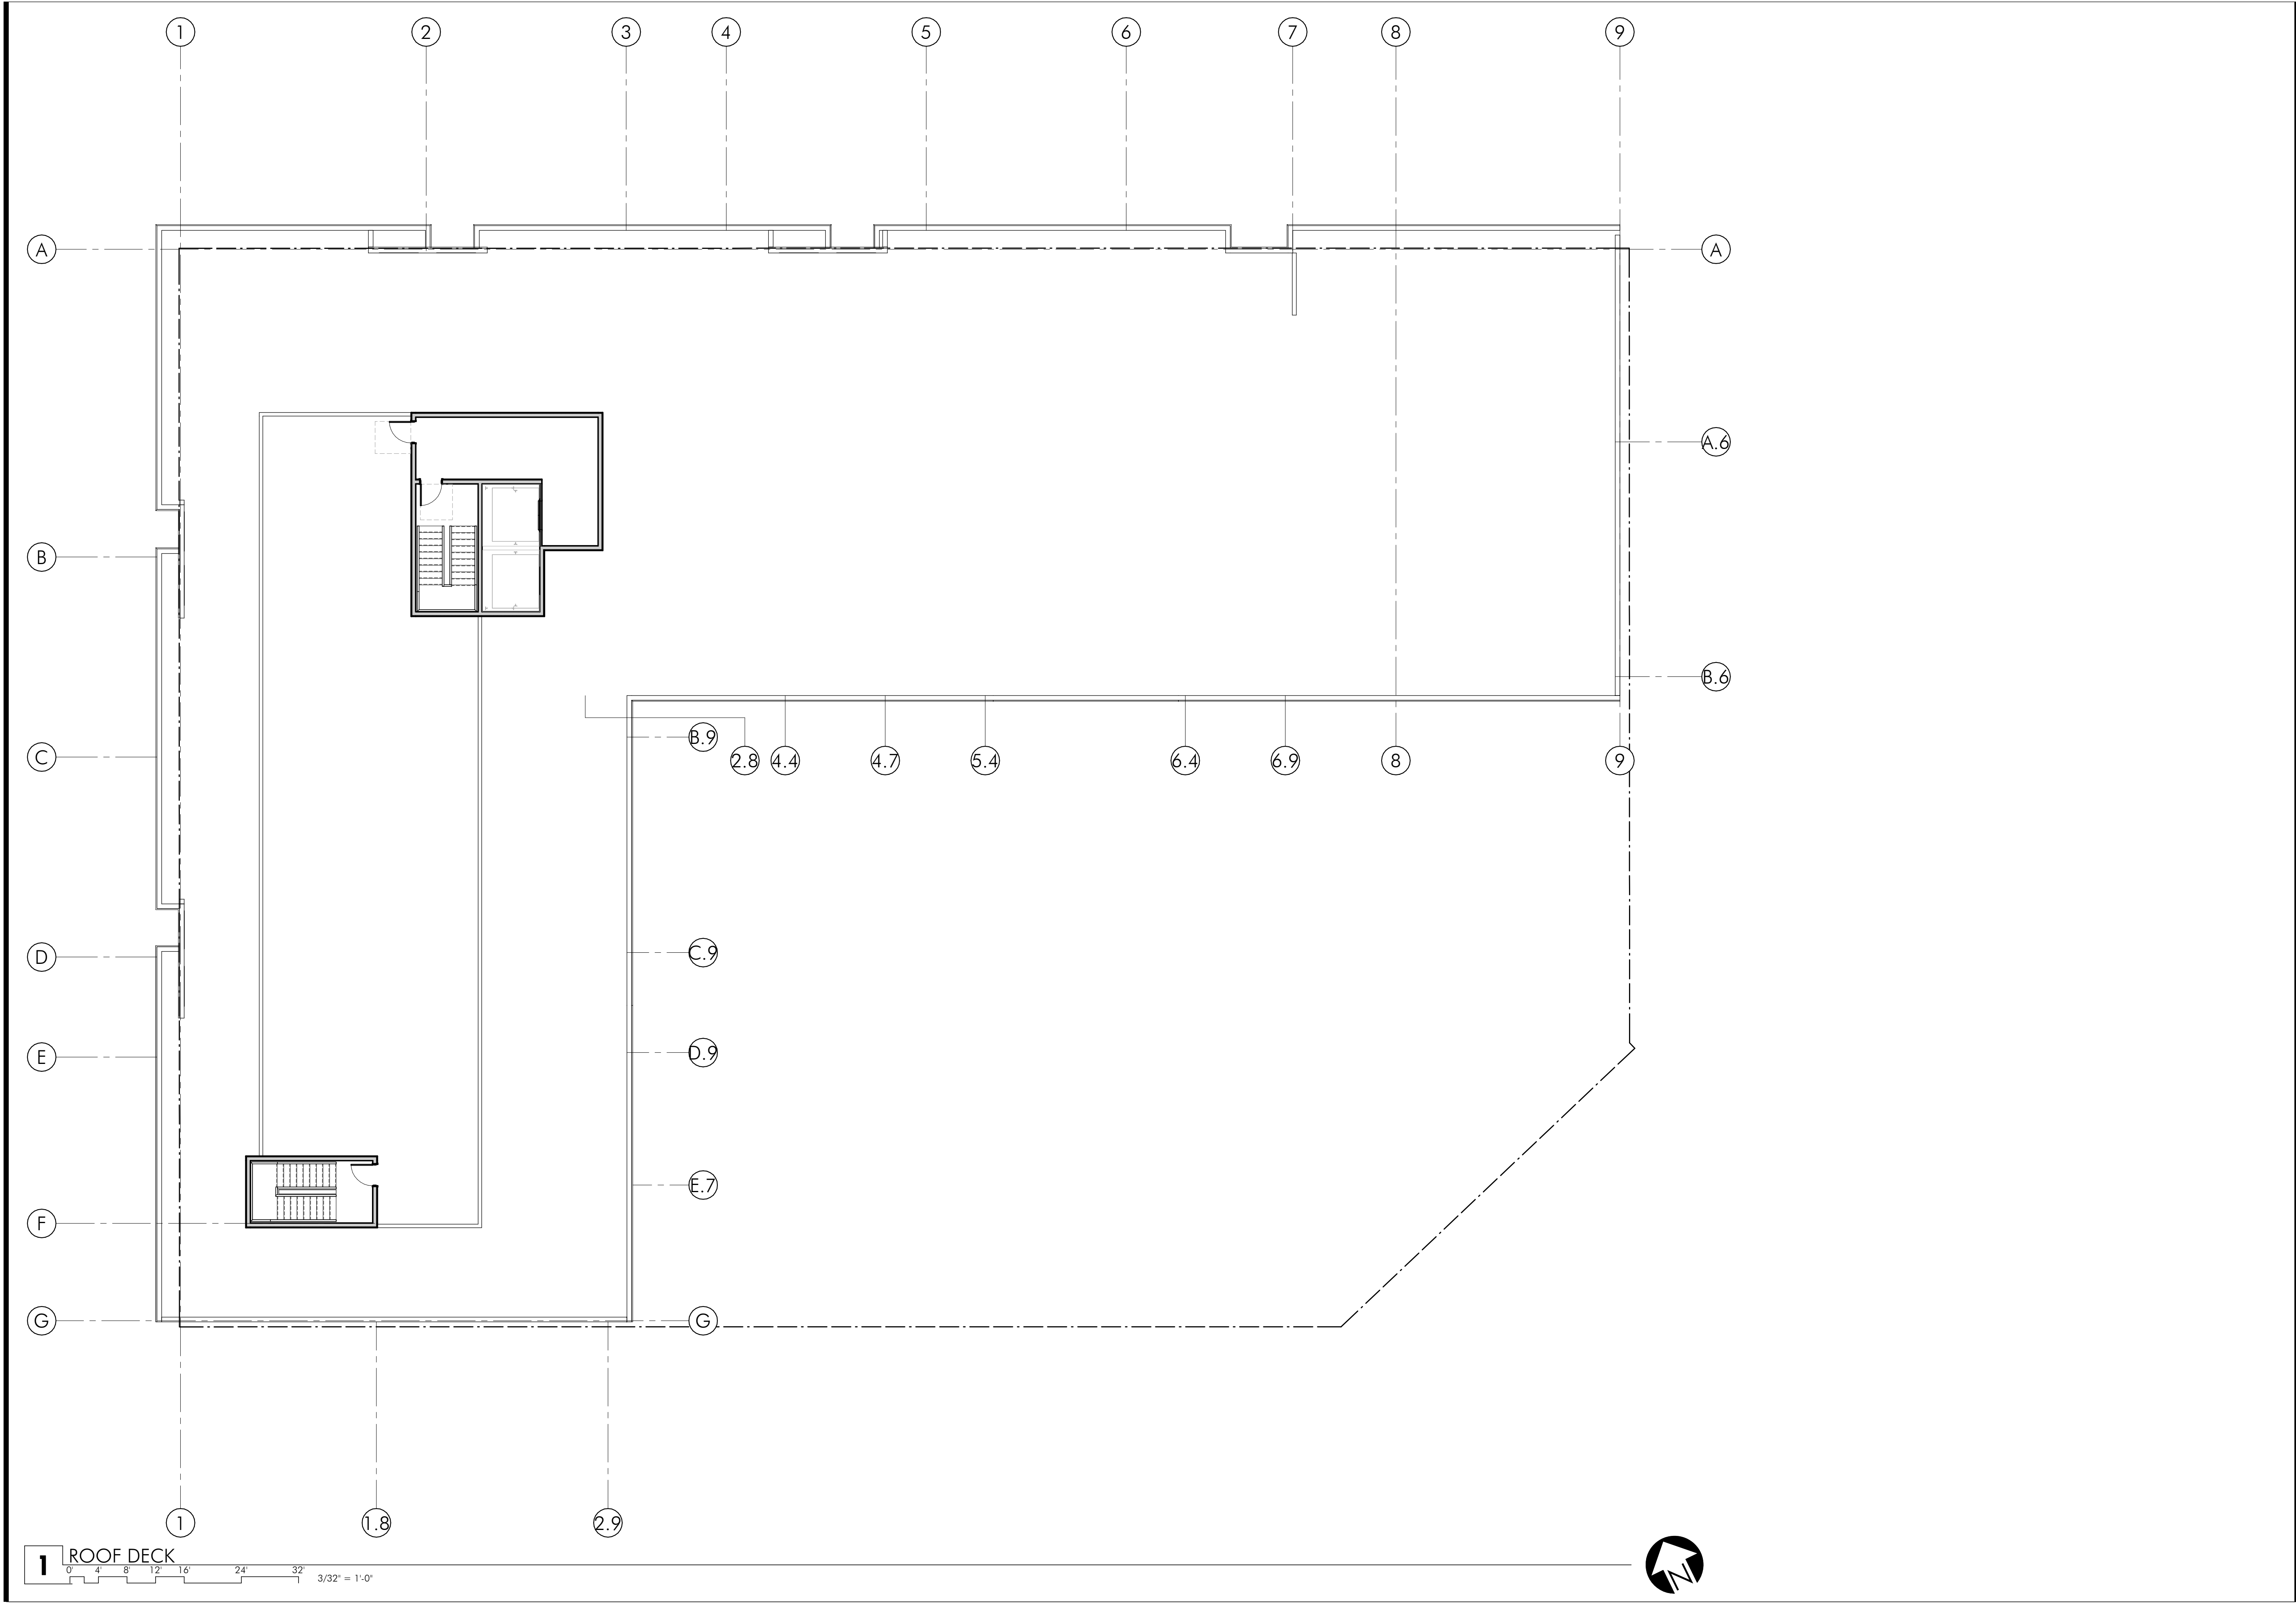 1 2 3 4 5 6 7 8 9
A A
A.6
B
B.6
B.9
C 2.8 4.4 4.7 5.4 6.4 6.9 8 9
C.9
D
D.9
E
E.7
F
G G
1 1.8 2.9
1 ROOF DECK
0' 4' 8' 12' 16' 24' 32'
3/32" = 1'-0"
N